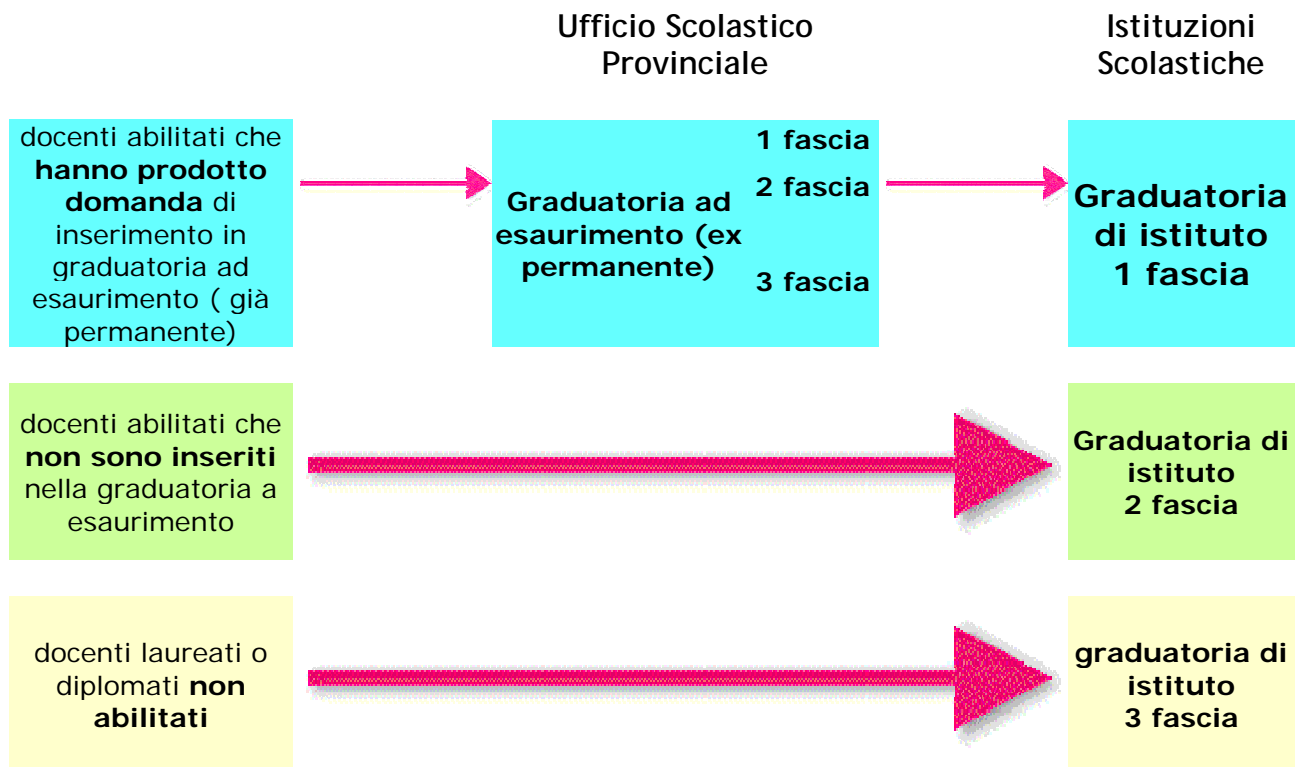 Ufficio Scolastico
Provinciale
Istituzioni
Scolastiche
docenti abilitati che
hanno prodotto
domanda di
inserimento in
graduatoria ad
esaurimento ( già
permanente)
Graduatoria ad
esaurimento (ex
permanente)
1 fascia
2 fascia
3 fascia
Graduatoria
di istituto
1 fascia
docenti abilitati che
non sono inseriti
nella graduatoria a
esaurimento
Graduatoria di
istituto
2 fascia
docenti laureati o
diplomati non
abilitati
graduatoria di
istituto
3 fascia